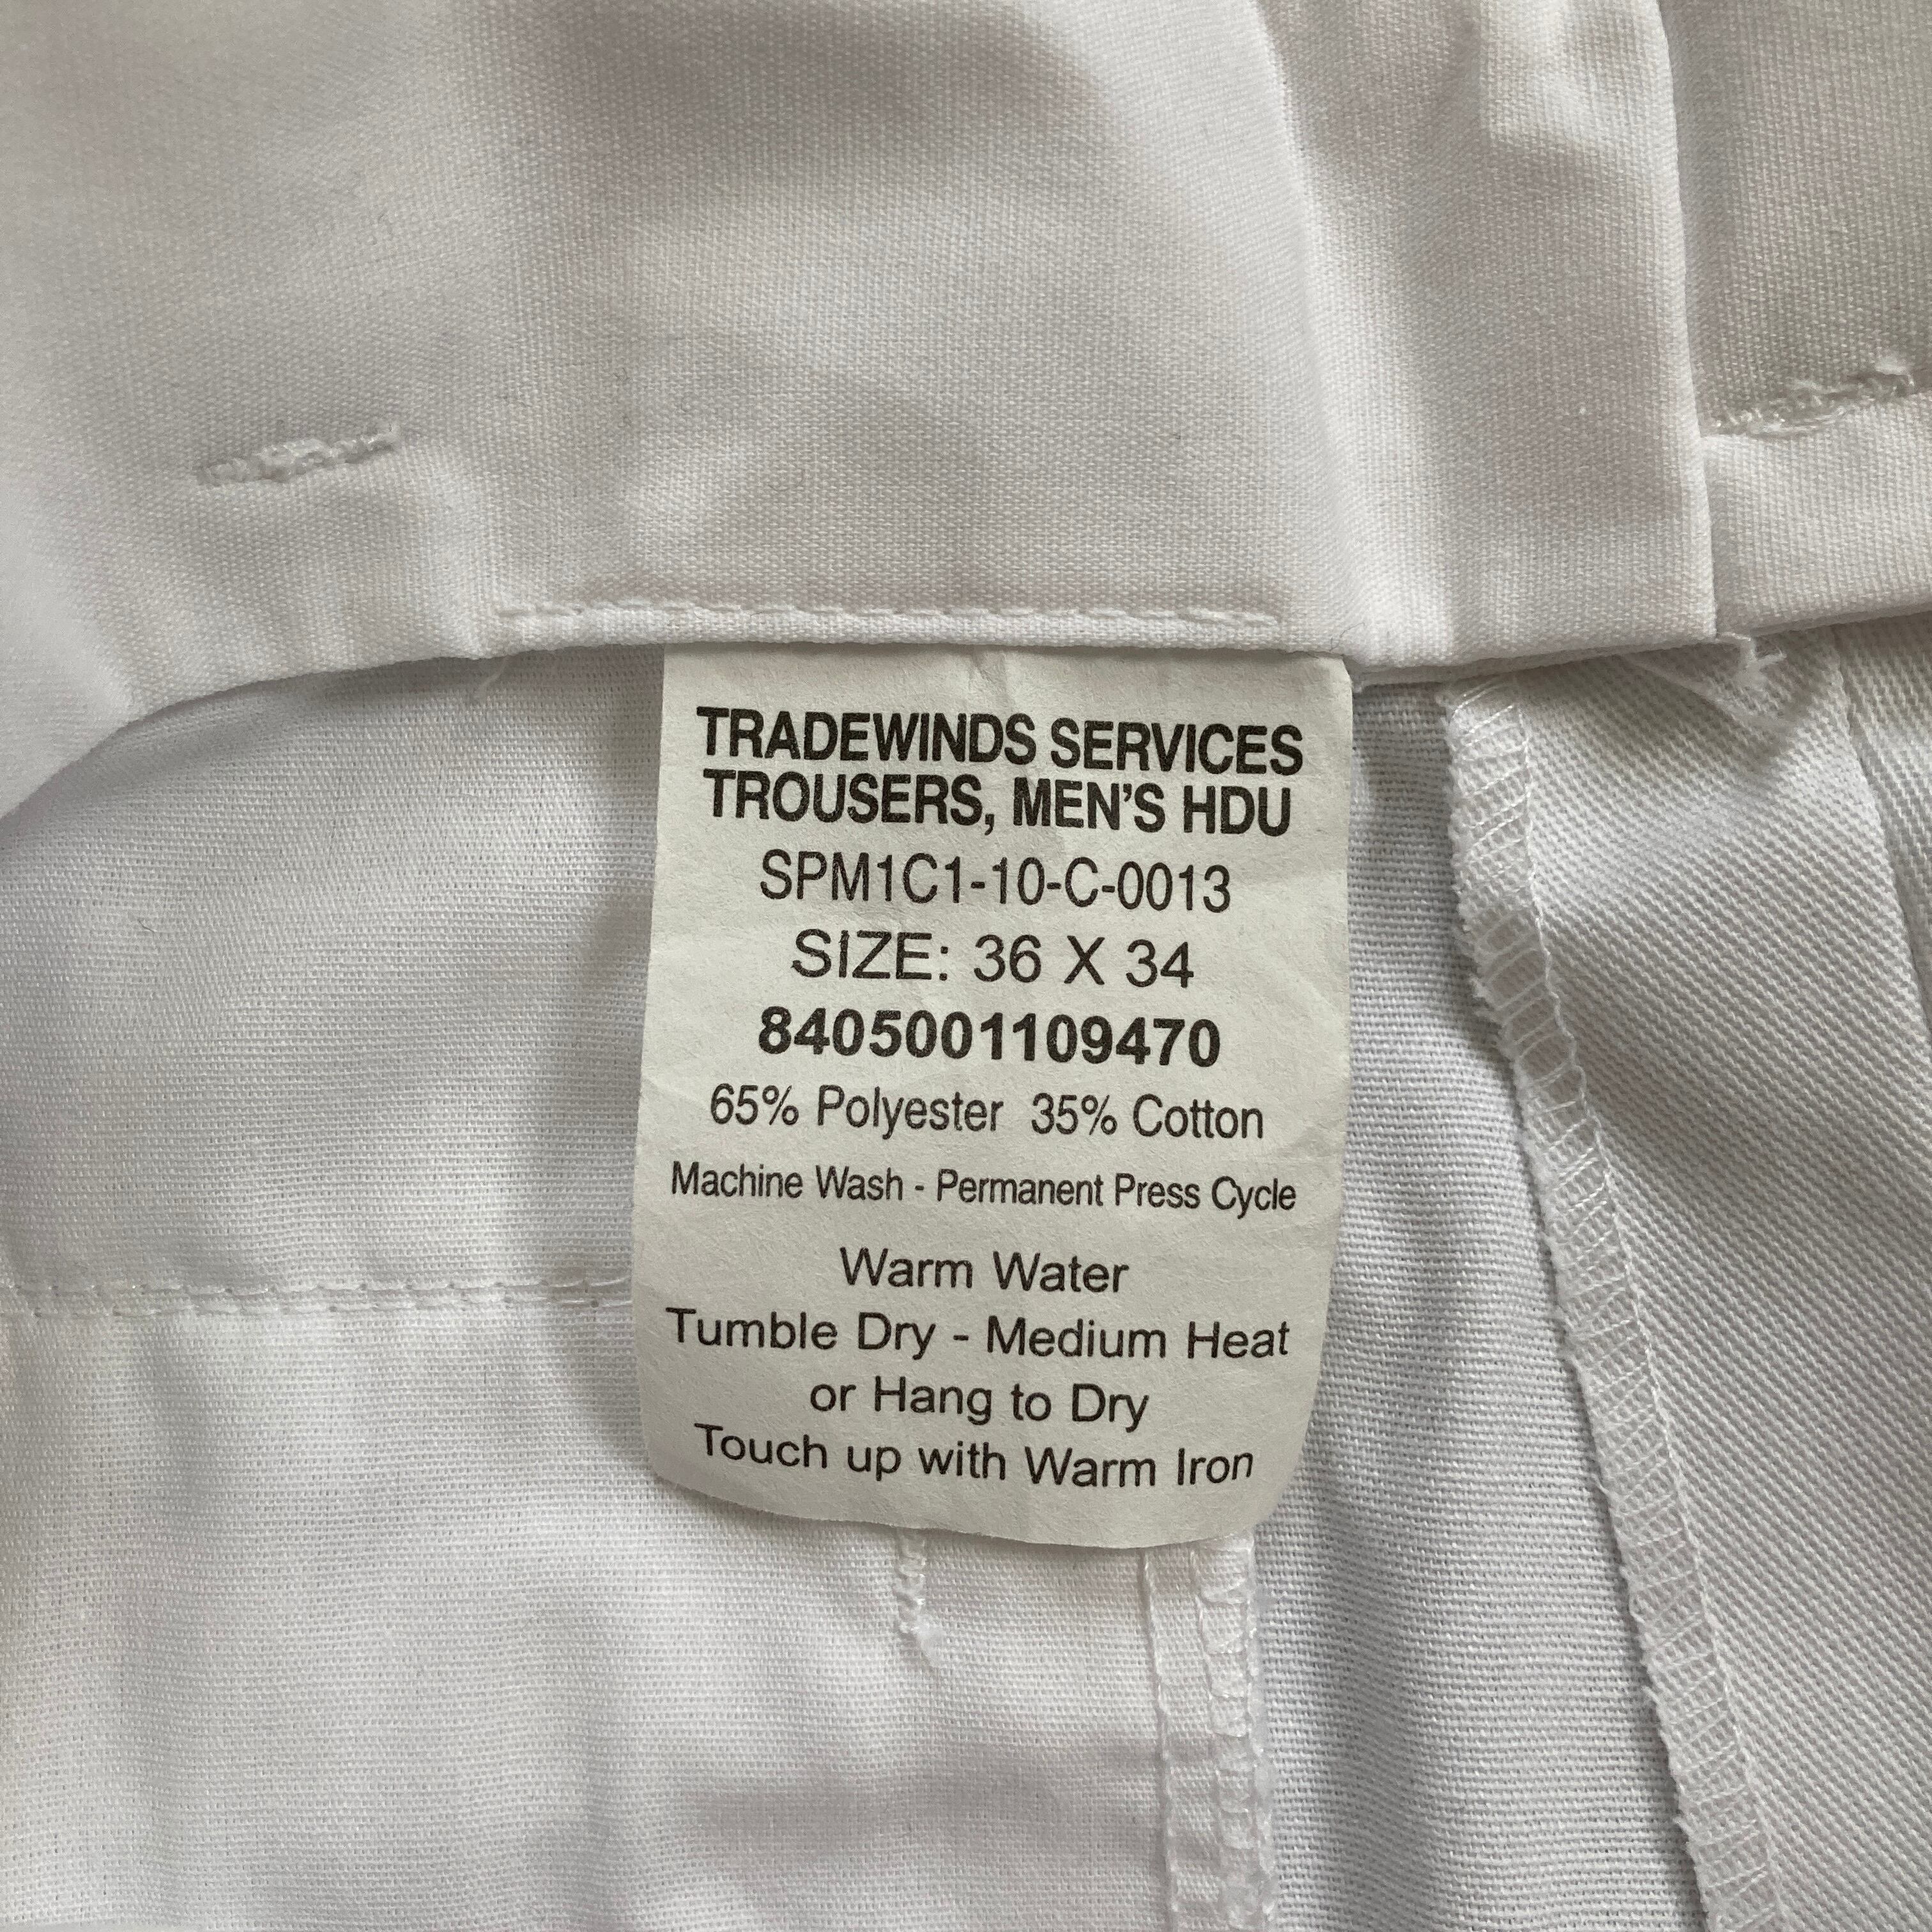 TRADEWINDS SERVICES
TROUSERS, MEN'S HDU
SPM1C1-10-C-0013
SIZE: 36 X 34
8405001109470
65% Polyester 35% Cotton
Machine Wash - Permanent Press Cycle
Warm Water
Tumble Dry - Medium Heat
or Hang to Dry
Touch up with Warm Iron